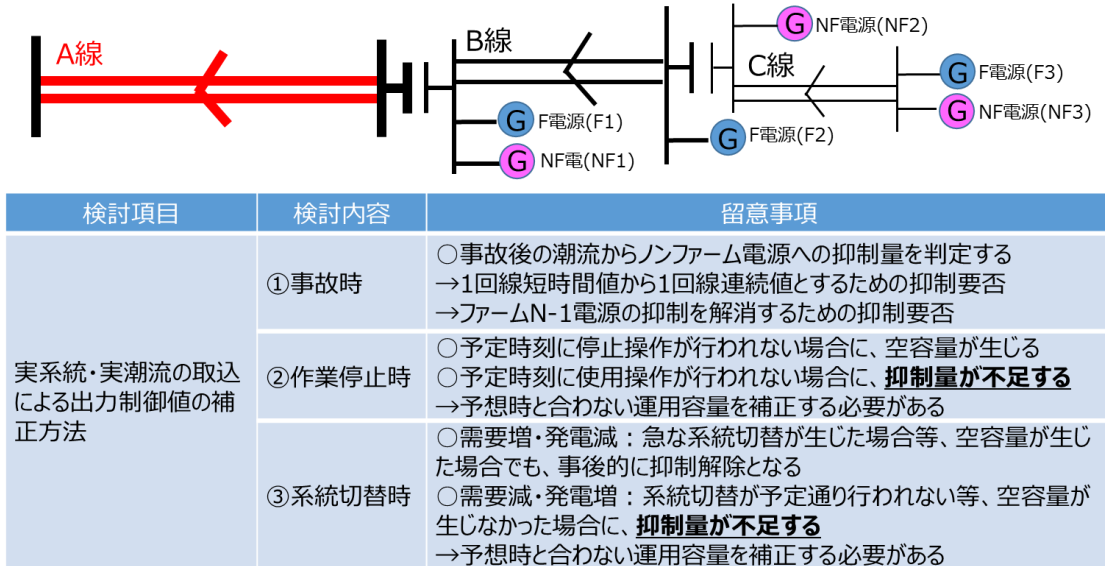 A線
B線
C線
G NF電源(NF2)
G F電源(F3)
G NF電源(NF3)
G F電源(F1)
G NF電(NF1)
G F電源(F2)
検討項目
検討内容
留意事項
実系統・実潮流の取込
による出力制御値の補
正方法
①事故時
○事故後の潮流からノンファーム電源への抑制量を判定する
→1回線短時間値から1回線連続値とするための抑制要否
→ファームN-1電源の抑制を解消するための抑制要否
②作業停止時
○予定時刻に停止操作が行われない場合に、空容量が生じる
○予定時刻に使用操作が行われない場合に、抑制量が不足する
→予想時と合わない運用容量を補正する必要がある
③系統切替時
○需要増・発電減：急な系統切替が生じた場合等、空容量が生じ
た場合でも、事後的に抑制解除となる
○需要減・発電増：系統切替が予定通り行われない等、空容量が
生じなかった場合に、抑制量が不足する
→予想時と合わない運用容量を補正する必要がある